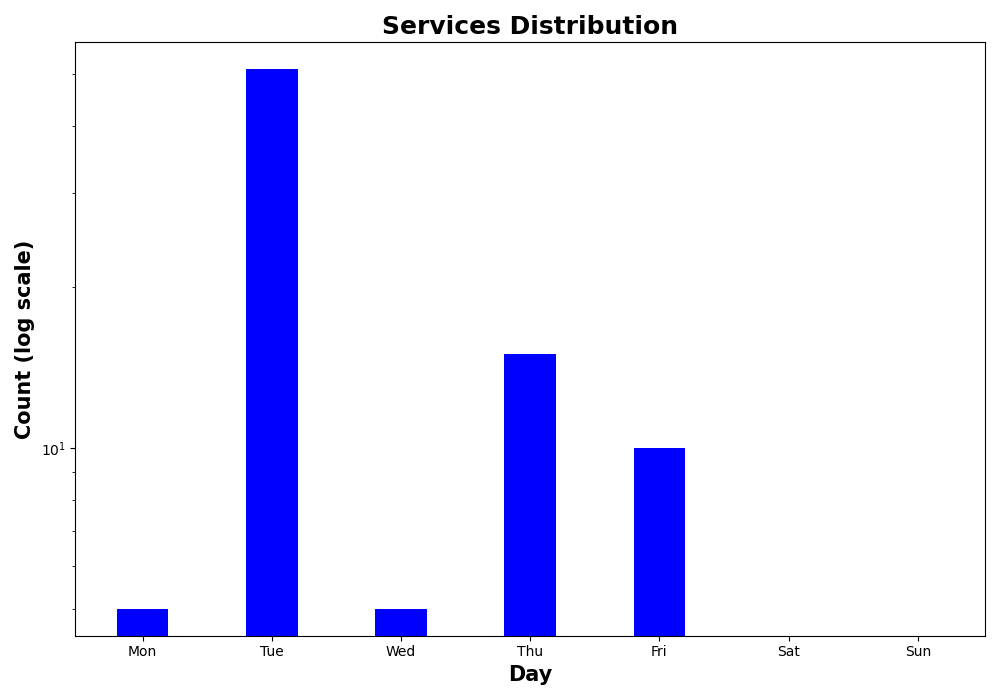 Services Distribution
Count (log scale)
10¹
Mon Tue Wed Thu Fri Sat Sun
Day